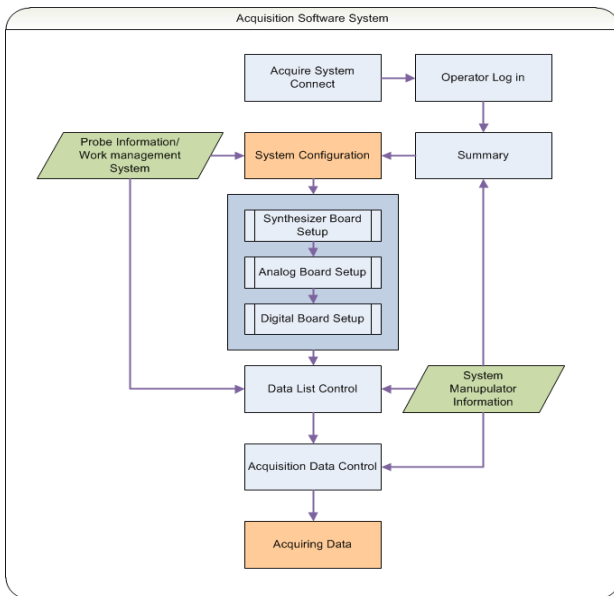 Acquisition Software System
Acquire System
Connect
Operator Log in
Probe Information/
Work management
System
System Configuration
Summary
Synthesizer Board
Setup
Analog Board Setup
Digital Board Setup
Data List Control
System
Manupulator
Information
Acquisition Data Control
Acquiring Data